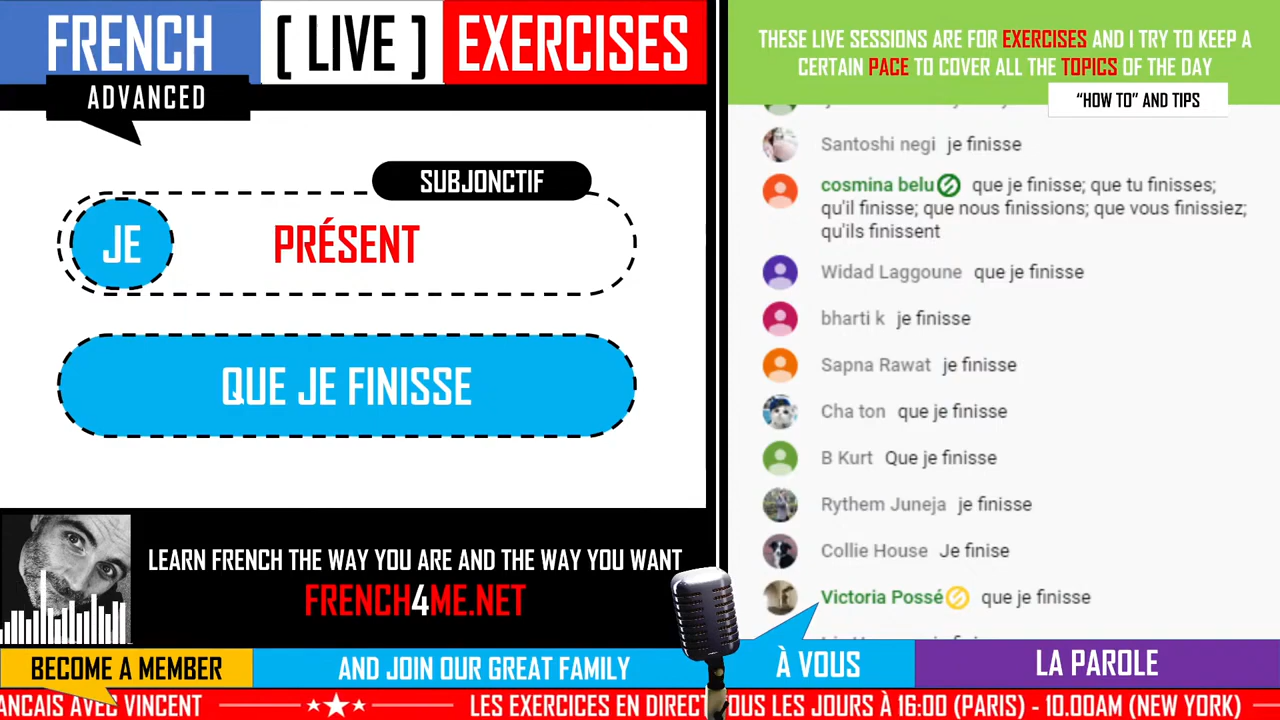 FRENCH [ LIVE ] EXERCISES
ADVANCED
SUBJONCTIF
JE PRÉSENT
QUE JE FINISSE
LEARN FRENCH THE WAY YOU ARE AND THE WAY YOU WANT
FRENCH4ME.NET
BECOME A MEMBER AND JOIN OUR GREAT FAMILY
THESE LIVE SESSIONS ARE FOR EXERCISES AND I TRY TO KEEP A
CERTAIN PACE TO COVER ALL THE TOPICS OF THE DAY
“HOW TO” AND TIPS
Santoshi negi je finisse
cosmina belu que je finisse; que tu finisses;
qu'il finisse; que nous finissions; que vous finissiez;
qu'ils finissent
Widad Laggoune que je finisse
bharti k je finisse
Sapna Rawat je finisse
Cha ton que je finisse
B Kurt Que je finisse
Rythem Juneja je finisse
Collie House Je finise
Victoria Possé que je finisse
À VOUS LA PAROLE
ANCAIS AVEC VINCENT LES EXERCICES EN DIRECT TOUS LES JOURS À 16:00 (PARIS) - 10.00AM (NEW YORK)